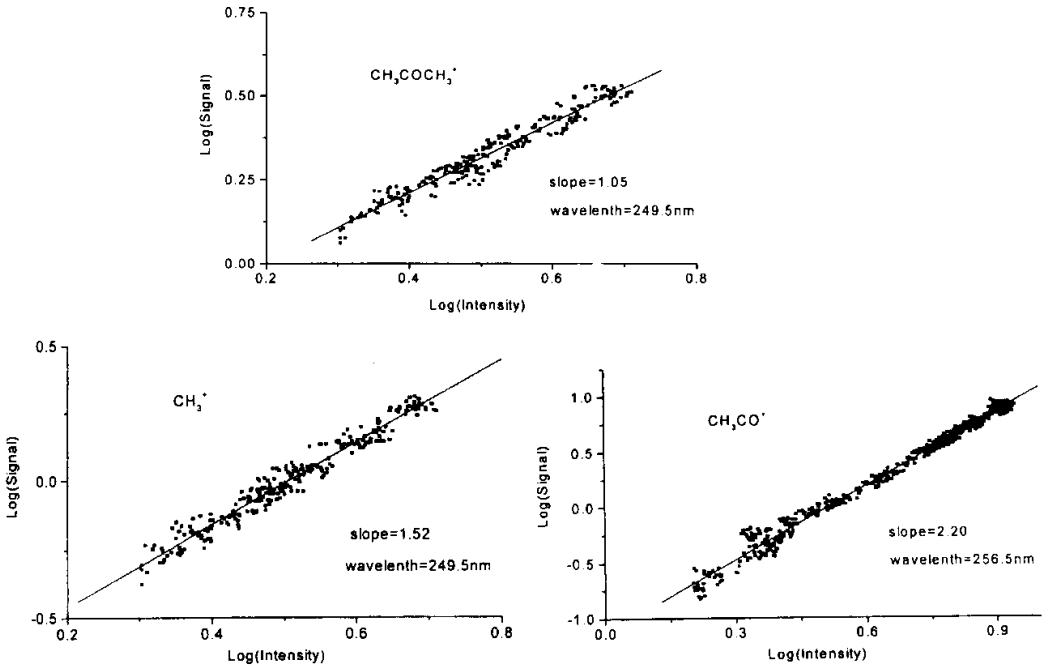 0.75
CH₃COCH₃⁺
0.50
Log(Signal)
0.25
slope=1.05
wavelenth=249.5nm
0.00
0.2 0.4 0.6 0.8
Log(Intensity)
0.5
CH₃⁺
0.0
Log(Signal)
slope=1.52
wavelenth=249.5nm
-0.5
0.2 0.4 0.6 0.8
Log(Intensity)
1.0
CH₃CO⁺
0.5
Log(Signal)
0.0
slope=2.20
-0.5
wavelenth=256.5nm
-1.0
0.0 0.3 0.6 0.9
Log(Intensity)